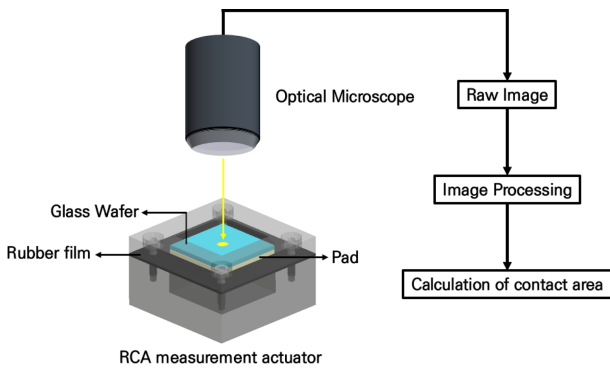 Optical Microscope
Raw Image
Image Processing
Glass Wafer
Rubber film
Pad
Calculation of contact area
RCA measurement actuator